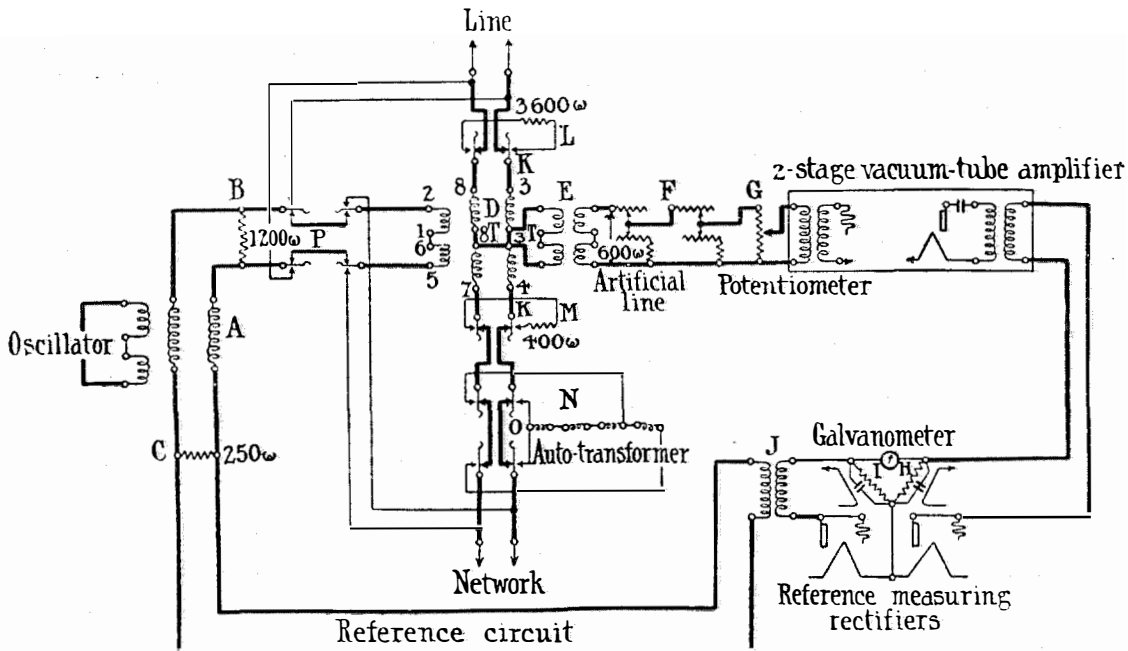 Line
3600ω
L
K
8
3
2-stage vacuum-tube amplifier
B
2
D
E
F
G
1200ω
P
1
6
8T
3T
600ω
5
Artificial
line
Potentiometer
7
4
K
M
400ω
A
Oscillator
N
O
Auto-transformer
C
250ω
J
Galvanometer
I
H
Network
Reference circuit
Reference measuring
rectifiers